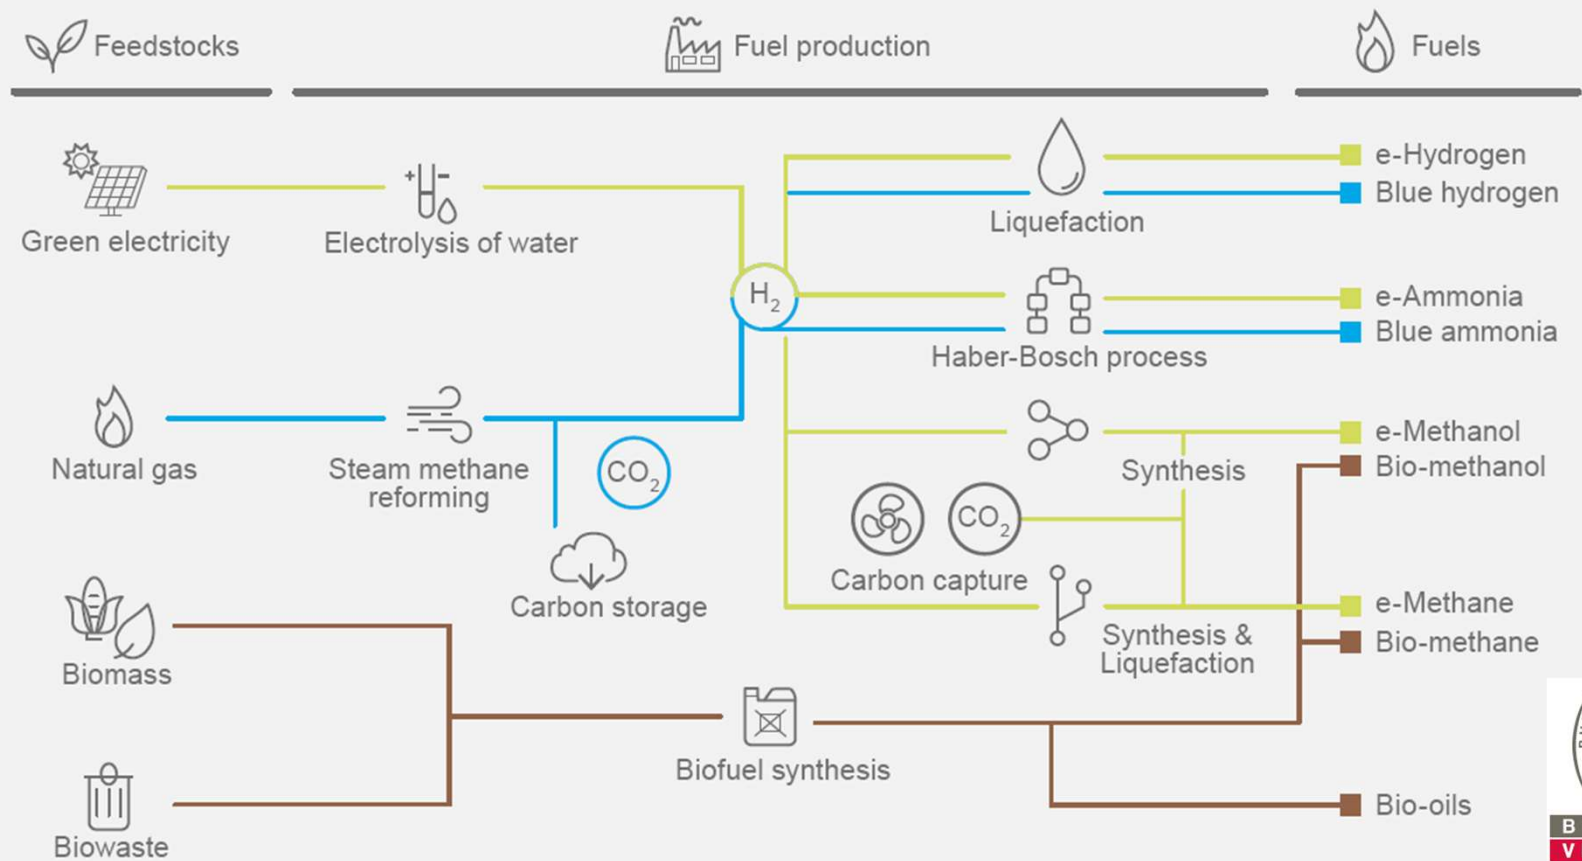 Feedstocks
Fuel production
Fuels
Green electricity
Electrolysis of water
H2
Liquefaction
e-Hydrogen
Blue hydrogen
Haber-Bosch process
e-Ammonia
Blue ammonia
Natural gas
Steam methane
reforming
CO2
Carbon storage
Synthesis
CO2
Carbon capture
Synthesis &
Liquefaction
e-Methanol
Bio-methanol
e-Methane
Bio-methane
Biomass
Biowaste
Biofuel synthesis
Bio-oils
B
V